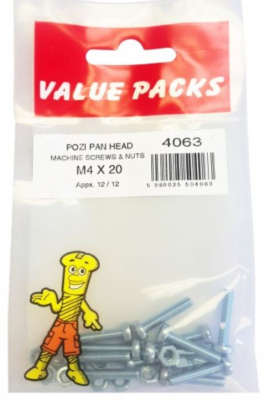 VALUE PACKS
POZI PAN HEAD
MACHINE SCREWS & NUTS
M4 X 20
Appx. 12 / 12
4063
5 060025 504063